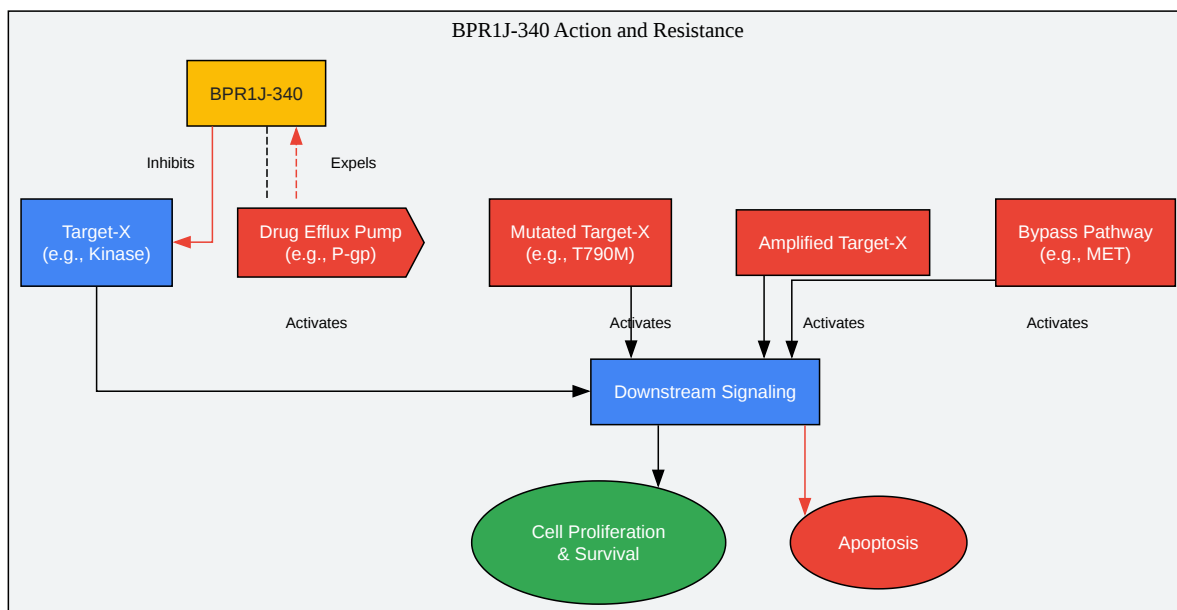 BPR1J-340 Action and Resistance
BPR1J-340
Inhibits
Expels
Target-X
(e.g., Kinase)
Drug Efflux Pump
(e.g., P-gp)
Mutated Target-X
(e.g., T790M)
Amplified Target-X
Bypass Pathway
(e.g., MET)
Activates
Activates
Activates
Activates
Downstream Signaling
Cell Proliferation
& Survival
Apoptosis